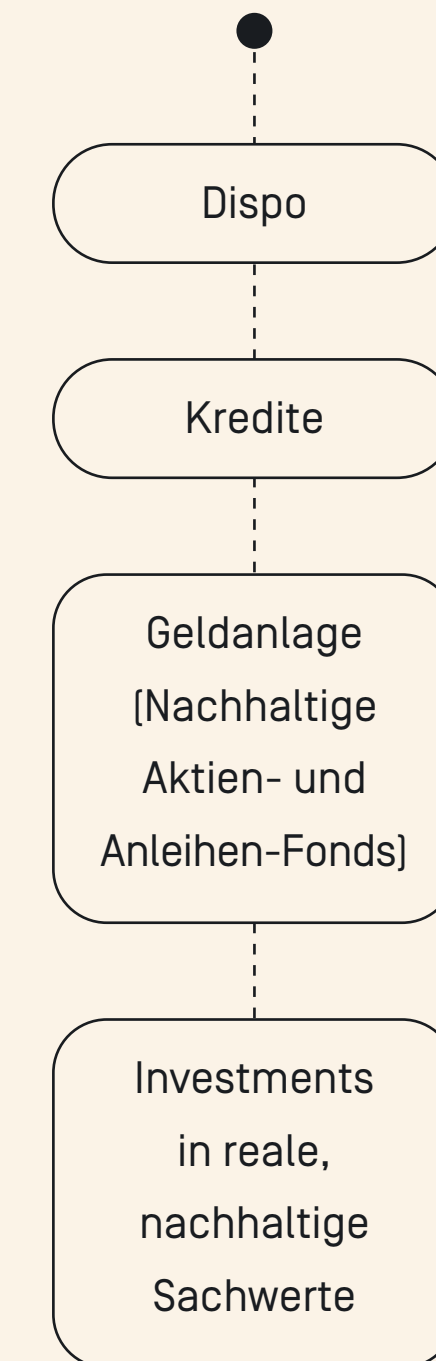 Dispo
Kredite
Geldanlage
(Nachhaltige
Aktien- und
Anleihen-Fonds)
Investments
in reale,
nachhaltige
Sachwerte